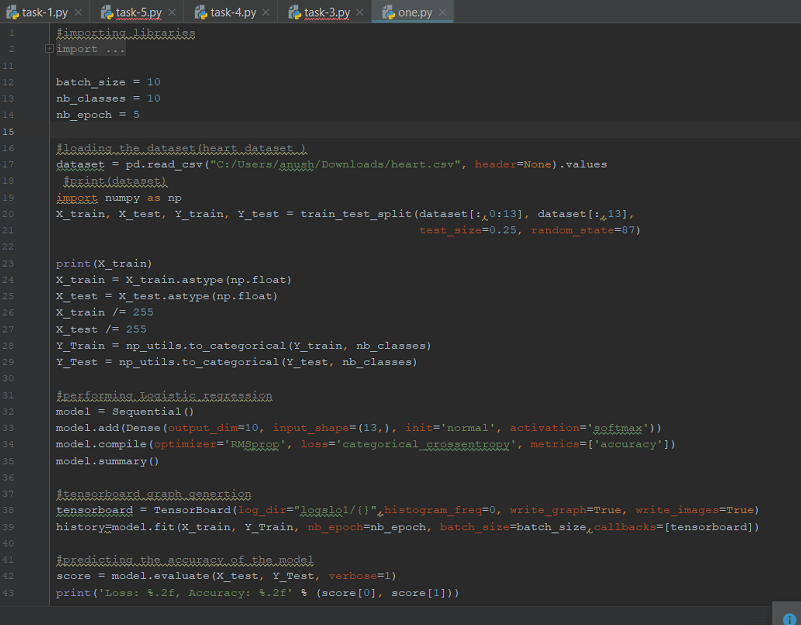 task-1.py × task-5.py × task-4.py × task-3.py × one.py ×
1 #importing libraries
2 import ...
11
12 batch_size = 10
13 nb_classes = 10
14 nb_epoch = 5
15
16 #loading the dataset(heart dataset )
17 dataset = pd.read_csv("C:/Users/anush/Downloads/heart.csv", header=None).values
18 #print(dataset)
19 import numpy as np
20 X_train, X_test, Y_train, Y_test = train_test_split(dataset[:,0:13], dataset[:,13],
21 test_size=0.25, random_state=87)
22
23 print(X_train)
24 X_train = X_train.astype(np.float)
25 X_test = X_test.astype(np.float)
26 X_train /= 255
27 X_test /= 255
28 Y_Train = np_utils.to_categorical(Y_train, nb_classes)
29 Y_Test = np_utils.to_categorical(Y_test, nb_classes)
30
31 #performing Logistic regression
32 model = Sequential()
33 model.add(Dense(output_dim=10, input_shape=(13,), init='normal', activation='softmax'))
34 model.compile(optimizer='RMSprop', loss='categorical_crossentropy', metrics=['accuracy'])
35 model.summary()
36
37 #tensorboard graph genertion
38 tensorboard = TensorBoard(log_dir="logslo1/{}",histogram_freq=0, write_graph=True, write_images=True)
39 history=model.fit(X_train, Y_Train, nb_epoch=nb_epoch, batch_size=batch_size,callbacks=[tensorboard])
40
41 #predicting the accuracy of the model
42 score = model.evaluate(X_test, Y_Test, verbose=1)
43 print('Loss: %.2f, Accuracy: %.2f' % (score[0], score[1]))